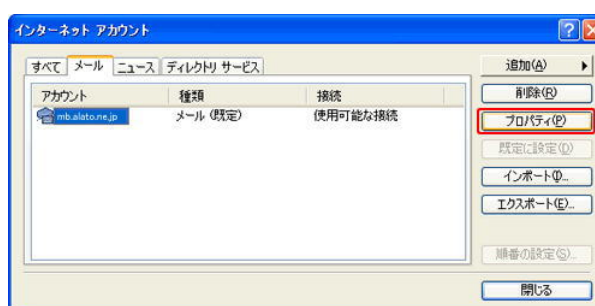 インターネット アカウント
すべて メール ニュース ディレクトリ サービス
追加(A)
アカウント 種類 接続
削除(R)
mb.alato.ne.jp メール (既定) 使用可能な接続
プロパティ(P)
既定に設定(D)
インポート(I)...
エクスポート(E)...
順番の設定(S)...
閉じる